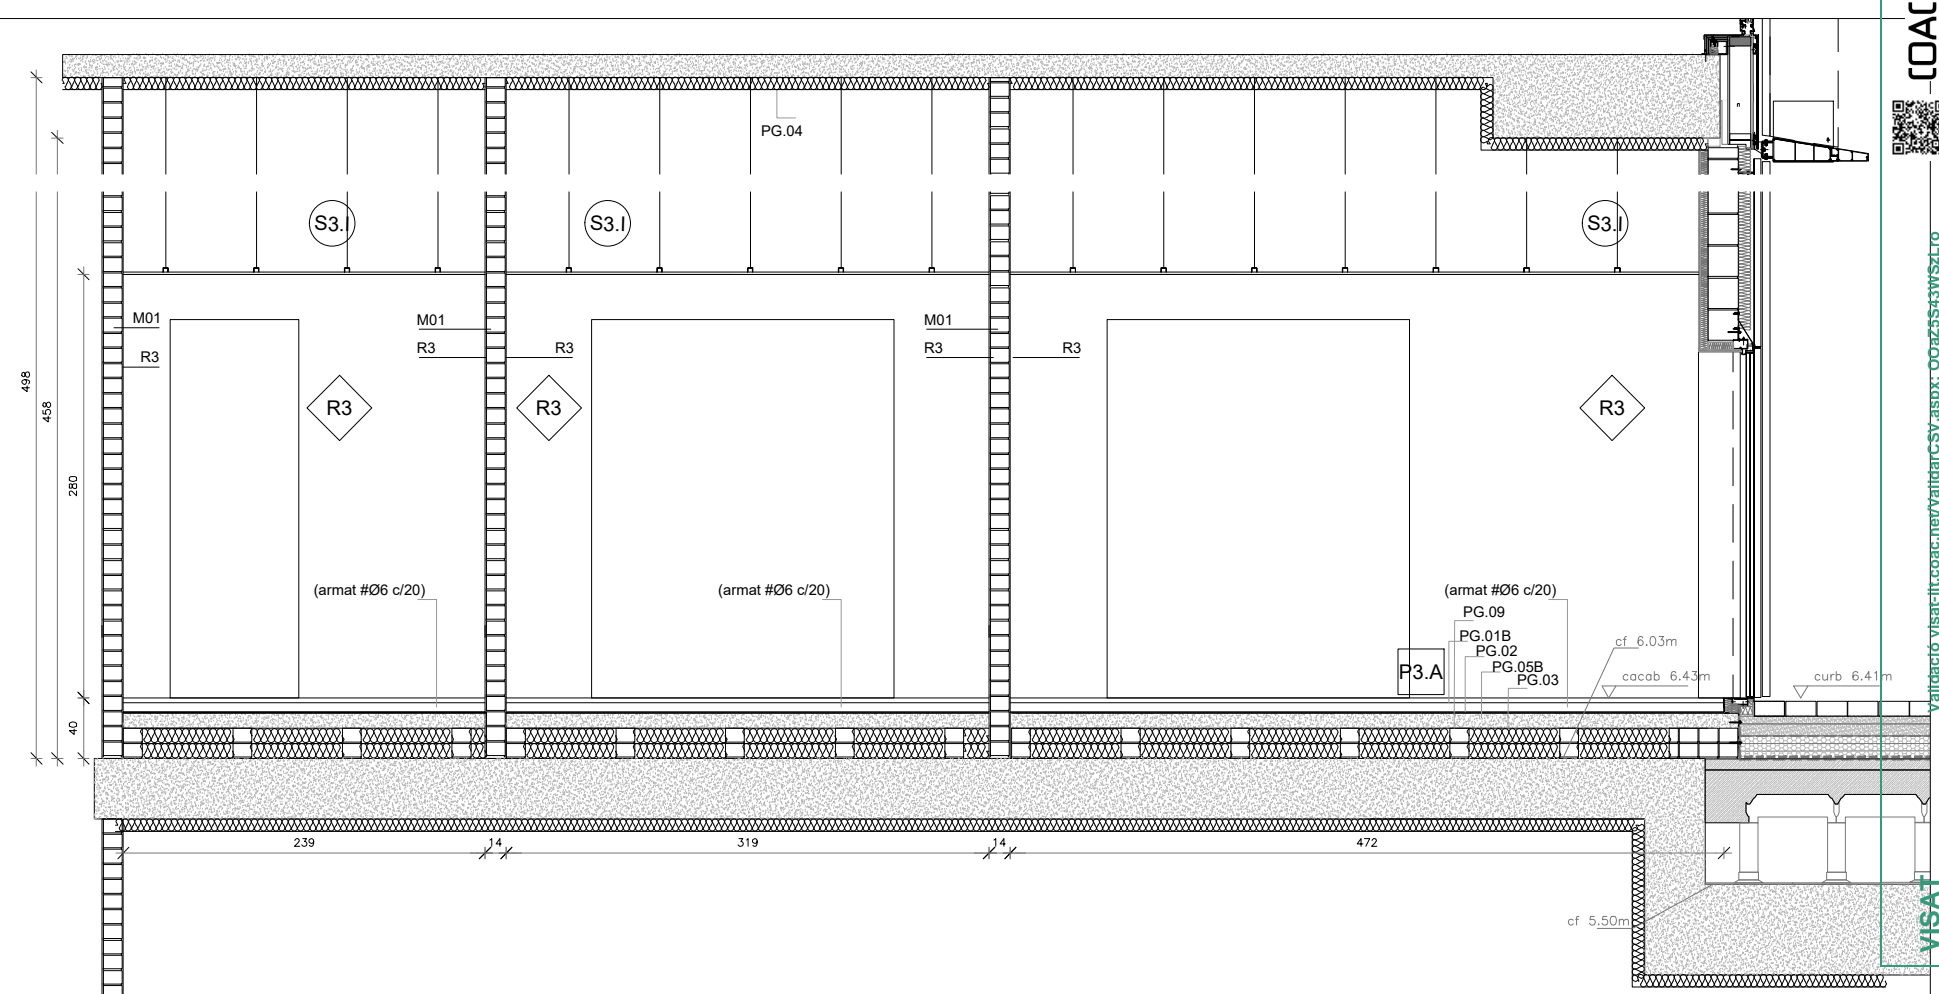 COAC
PG.04
S3.I
S3.I
S3.I
M01
R3
M01
R3
R3
M01
R3
R3
R3
R3
R3
498
458
280
40
(armat #Ø6 c/20)
(armat #Ø6 c/20)
(armat #Ø6 c/20)
PG.09
PG.01B
PG.02
PG.05B
PG.03
P3.A
cf 6.03m
cacab 6.43m
curb 6.41m
239
14
319
14
472
cf 5.50m
Validació visat-lit.coac.net/ValidarCSV.aspx: OOaz5S43WSzLro
VISAT